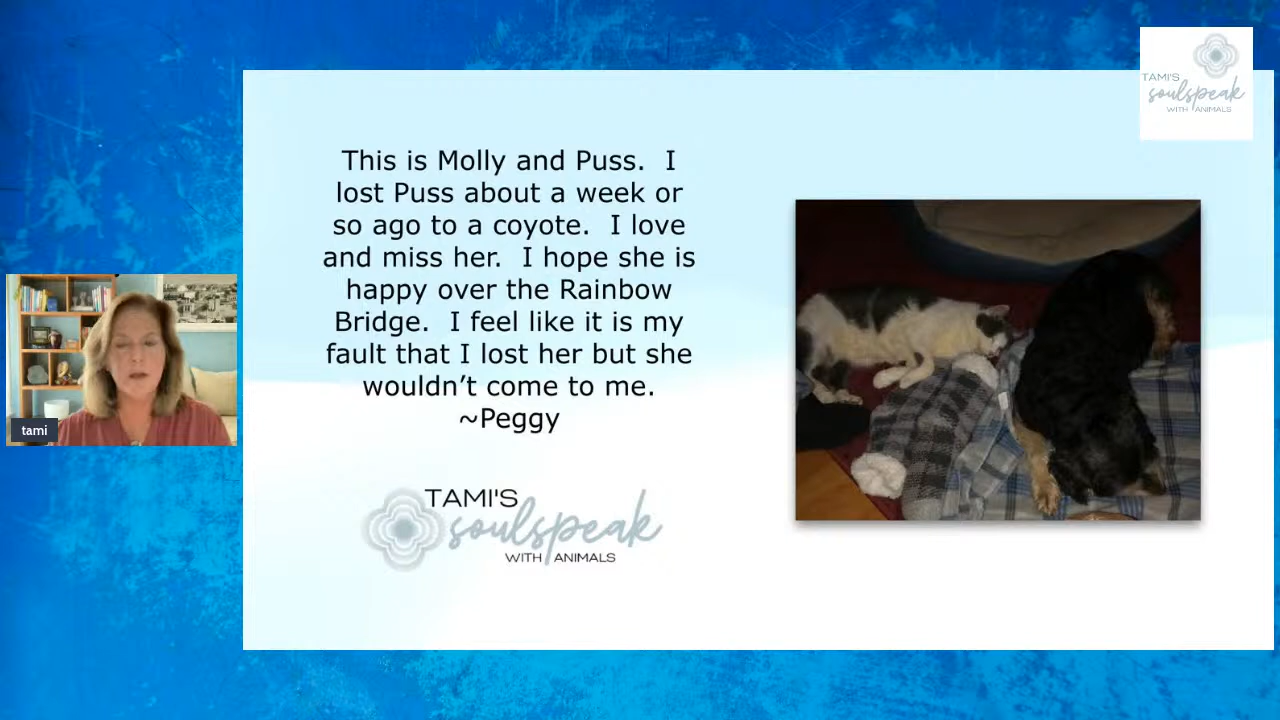 TAMI'S
soulspeak
WITH ANIMALS
This is Molly and Puss. I
lost Puss about a week or
so ago to a coyote. I love
and miss her. I hope she is
happy over the Rainbow
Bridge. I feel like it is my
fault that I lost her but she
wouldn't come to me.
~Peggy
tami
TAMI'S
soulspeak
WITH ANIMALS